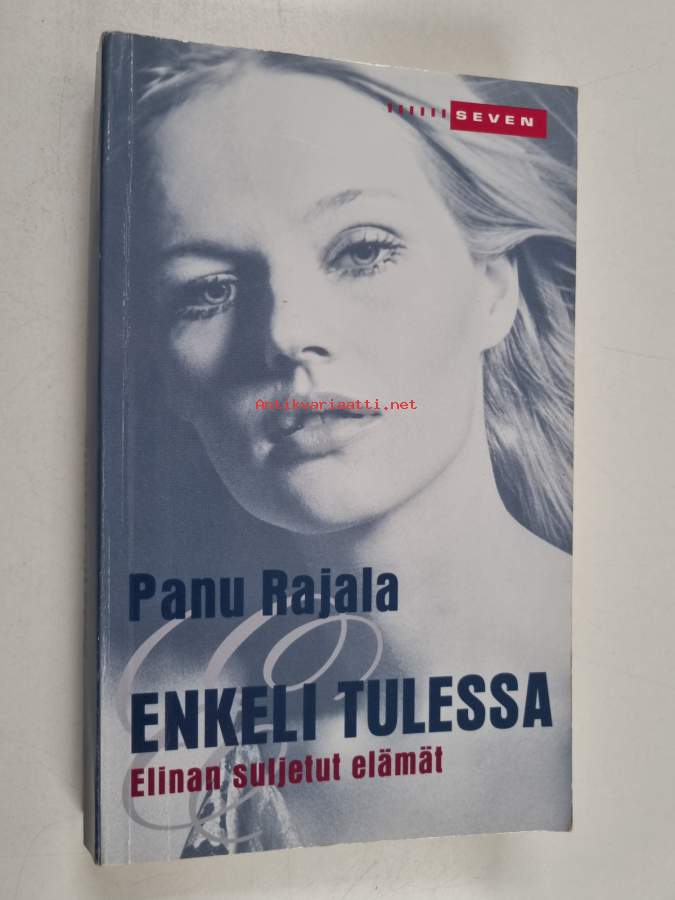 SEVEN
Antikvariaatti.net
Panu Rajala
ENKELI TULESSA
Elinan suljetut elämät